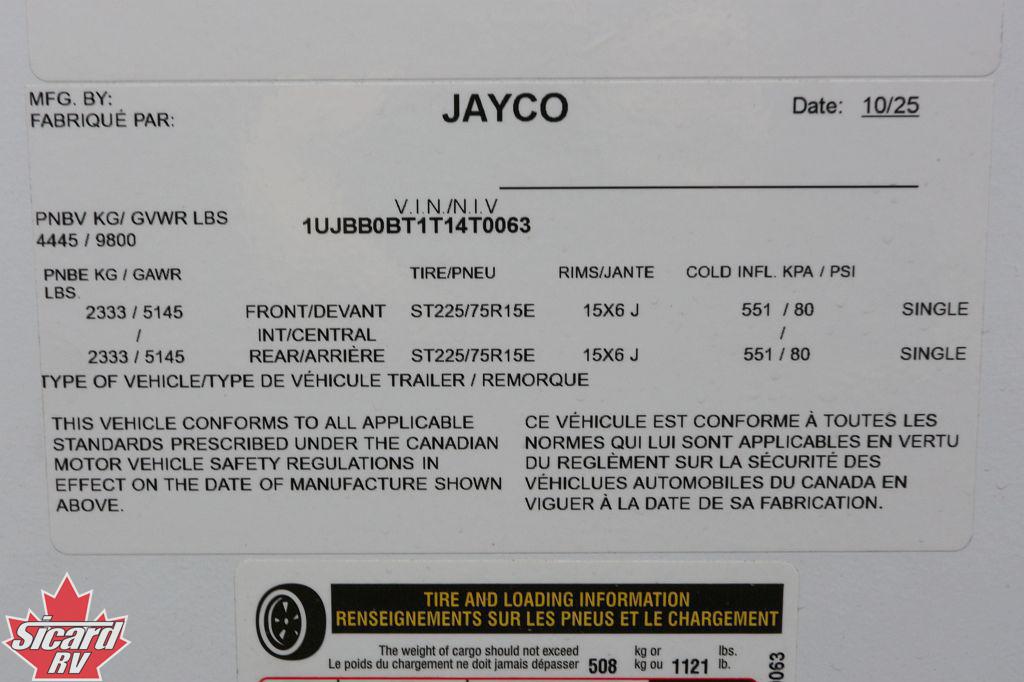 MFG. BY:
FABRIQUÉ PAR:
JAYCO
Date: 10/25
V.I.N./N.I.V
1UJBB0BT1T14T0063
PNBV KG/ GVWR LBS
4445 / 9800
PNBE KG / GAWR LBS. TIRE/PNEU RIMS/JANTE COLD INFL. KPA / PSI
2333 / 5145 FRONT/DEVANT ST225/75R15E 15X6 J 551 / 80 SINGLE
/ INT/CENTRAL /
2333 / 5145 REAR/ARRIÈRE ST225/75R15E 15X6 J 551 / 80 SINGLE
TYPE OF VEHICLE/TYPE DE VÉHICULE TRAILER / REMORQUE
THIS VEHICLE CONFORMS TO ALL APPLICABLE
STANDARDS PRESCRIBED UNDER THE CANADIAN
MOTOR VEHICLE SAFETY REGULATIONS IN
EFFECT ON THE DATE OF MANUFACTURE SHOWN
ABOVE.
CE VÉHICULE EST CONFORME À TOUTES LES
NORMES QUI LUI SONT APPLICABLES EN VERTU
DU REGLÈMENT SUR LA SÉCURITÉ DES
VÉHICLUES AUTOMOBILES DU CANADA EN
VIGUER À LA DATE DE SA FABRICATION.
TIRE AND LOADING INFORMATION
RENSEIGNEMENTS SUR LES PNEUS ET LE CHARGEMENT
The weight of cargo should not exceed kg or lbs.
Le poids du chargement ne doit jamais dépasser 508 kg ou 1121 lb.
0063
Sicard
RV